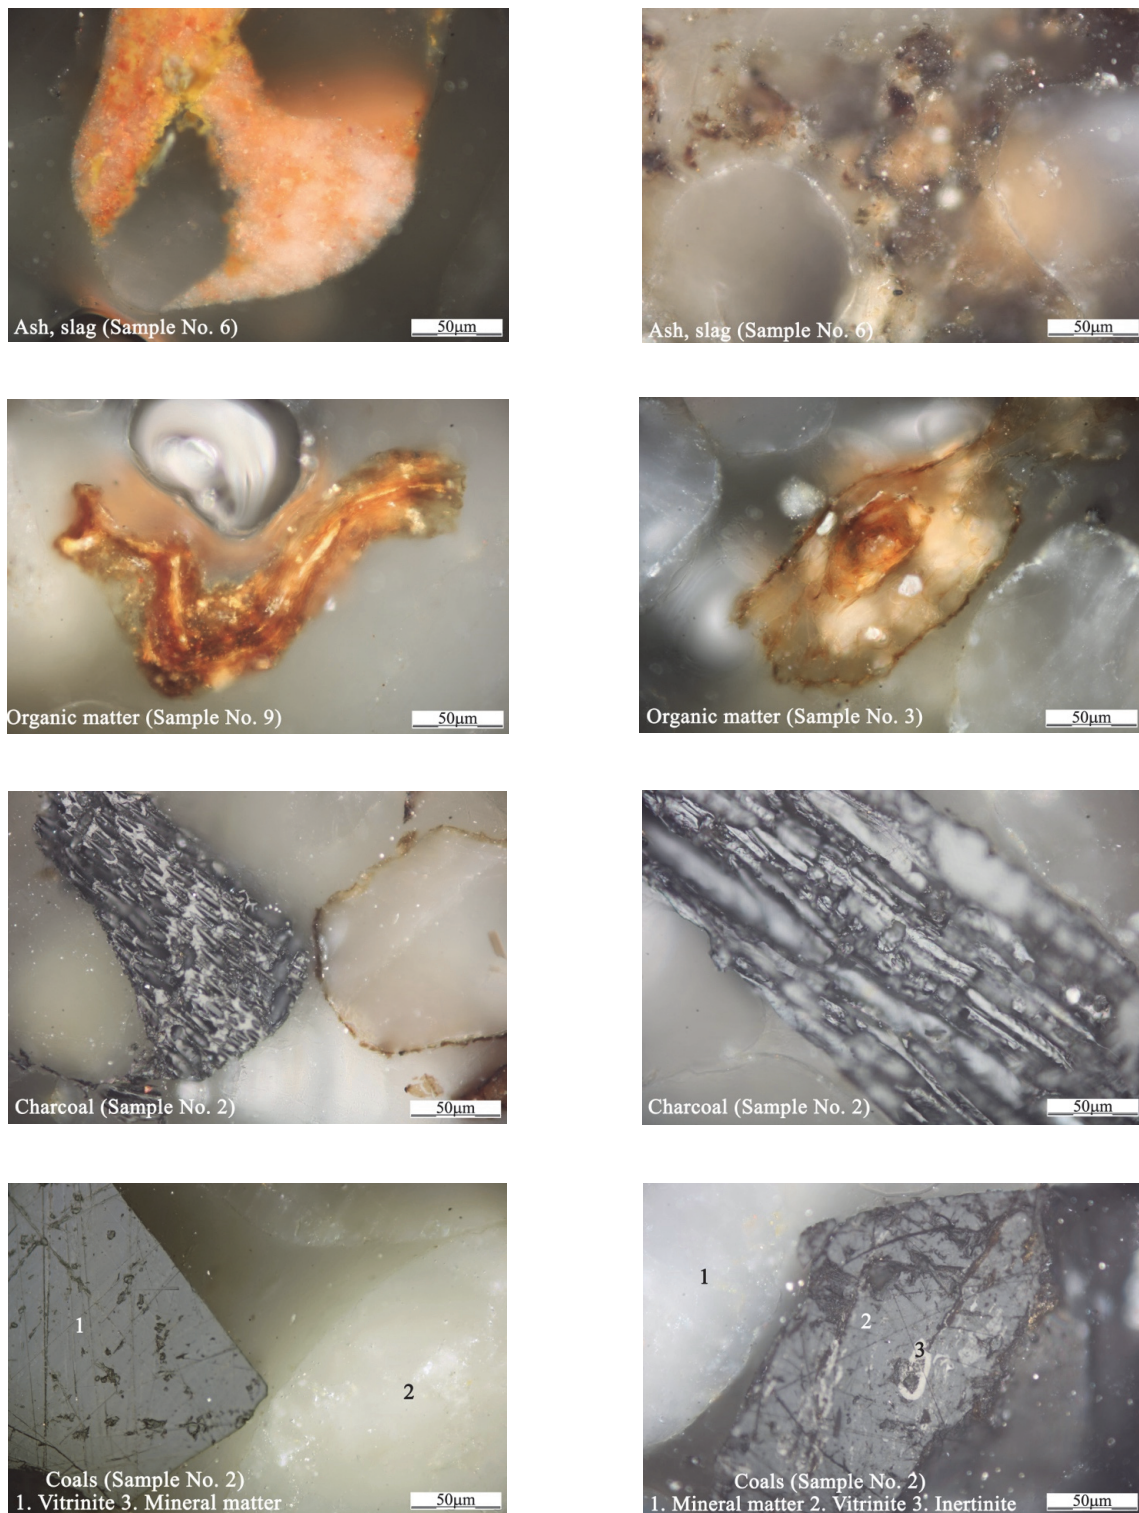 Ash, slag (Sample No. 6)
50µm
Ash, slag (Sample No. 6)
50µm
Organic matter (Sample No. 9)
50µm
Organic matter (Sample No. 3)
50µm
Charcoal (Sample No. 2)
50µm
Charcoal (Sample No. 2)
50µm
1
2
Coals (Sample No. 2)
1. Vitrinite 3. Mineral matter
50µm
1
2
3
Coals (Sample No. 2)
1. Mineral matter 2. Vitrinite 3. Inertinite
50µm